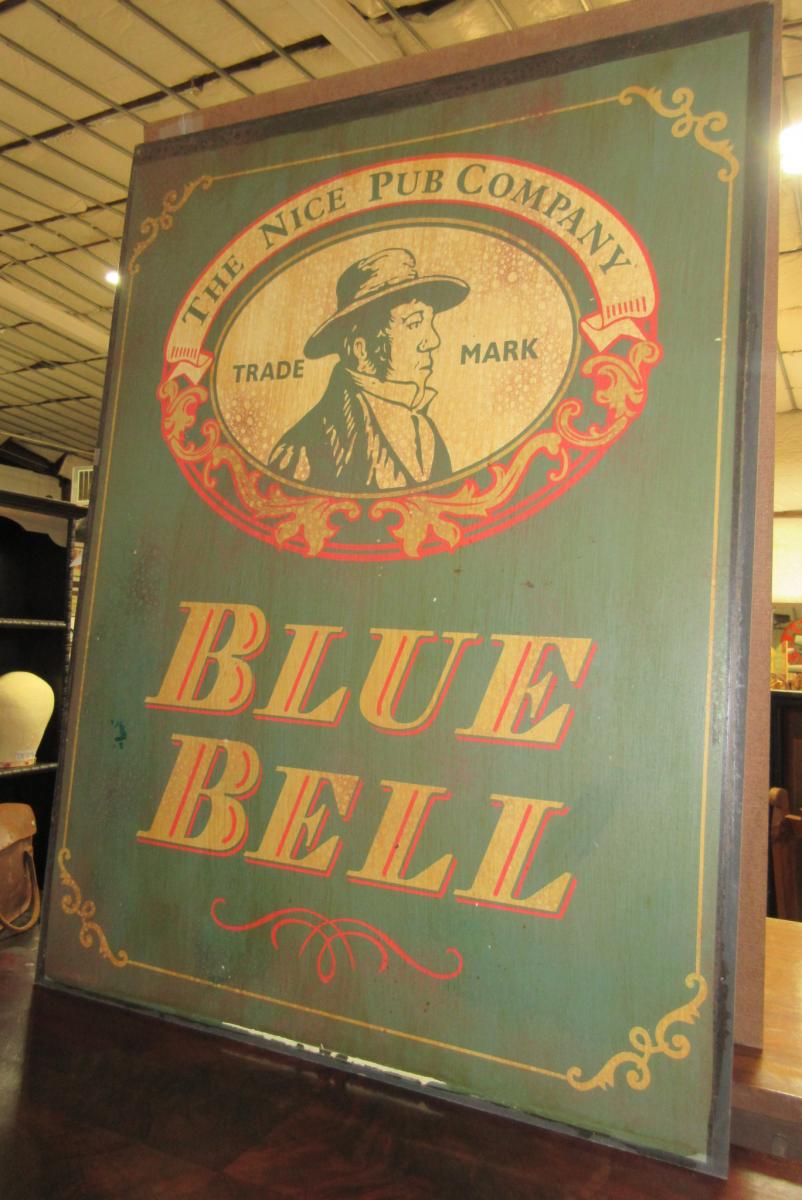 THE NICE PUB COMPANY
TRADE MARK
BLUE
BELL